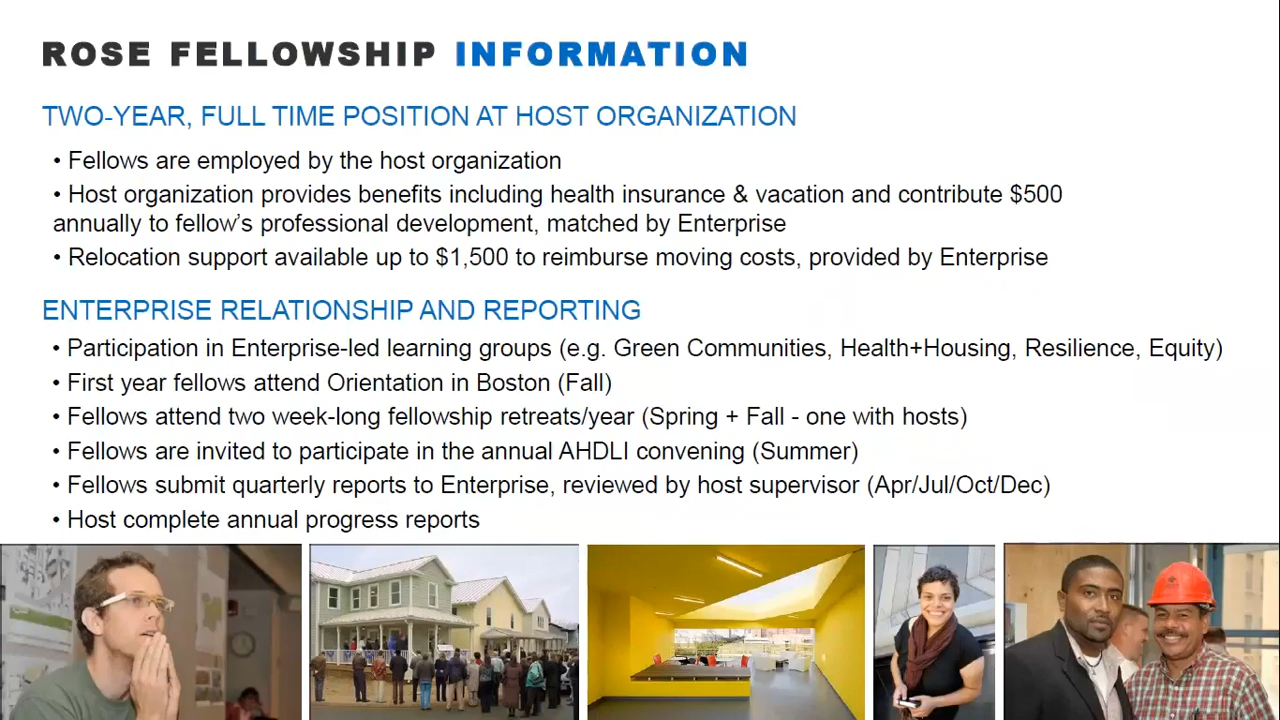 ROSE FELLOWSHIP INFORMATION
TWO-YEAR, FULL TIME POSITION AT HOST ORGANIZATION
• Fellows are employed by the host organization
• Host organization provides benefits including health insurance & vacation and contribute $500
annually to fellow’s professional development, matched by Enterprise
• Relocation support available up to $1,500 to reimburse moving costs, provided by Enterprise
ENTERPRISE RELATIONSHIP AND REPORTING
• Participation in Enterprise-led learning groups (e.g. Green Communities, Health+Housing, Resilience, Equity)
• First year fellows attend Orientation in Boston (Fall)
• Fellows attend two week-long fellowship retreats/year (Spring + Fall - one with hosts)
• Fellows are invited to participate in the annual AHDLI convening (Summer)
• Fellows submit quarterly reports to Enterprise, reviewed by host supervisor (Apr/Jul/Oct/Dec)
• Host complete annual progress reports